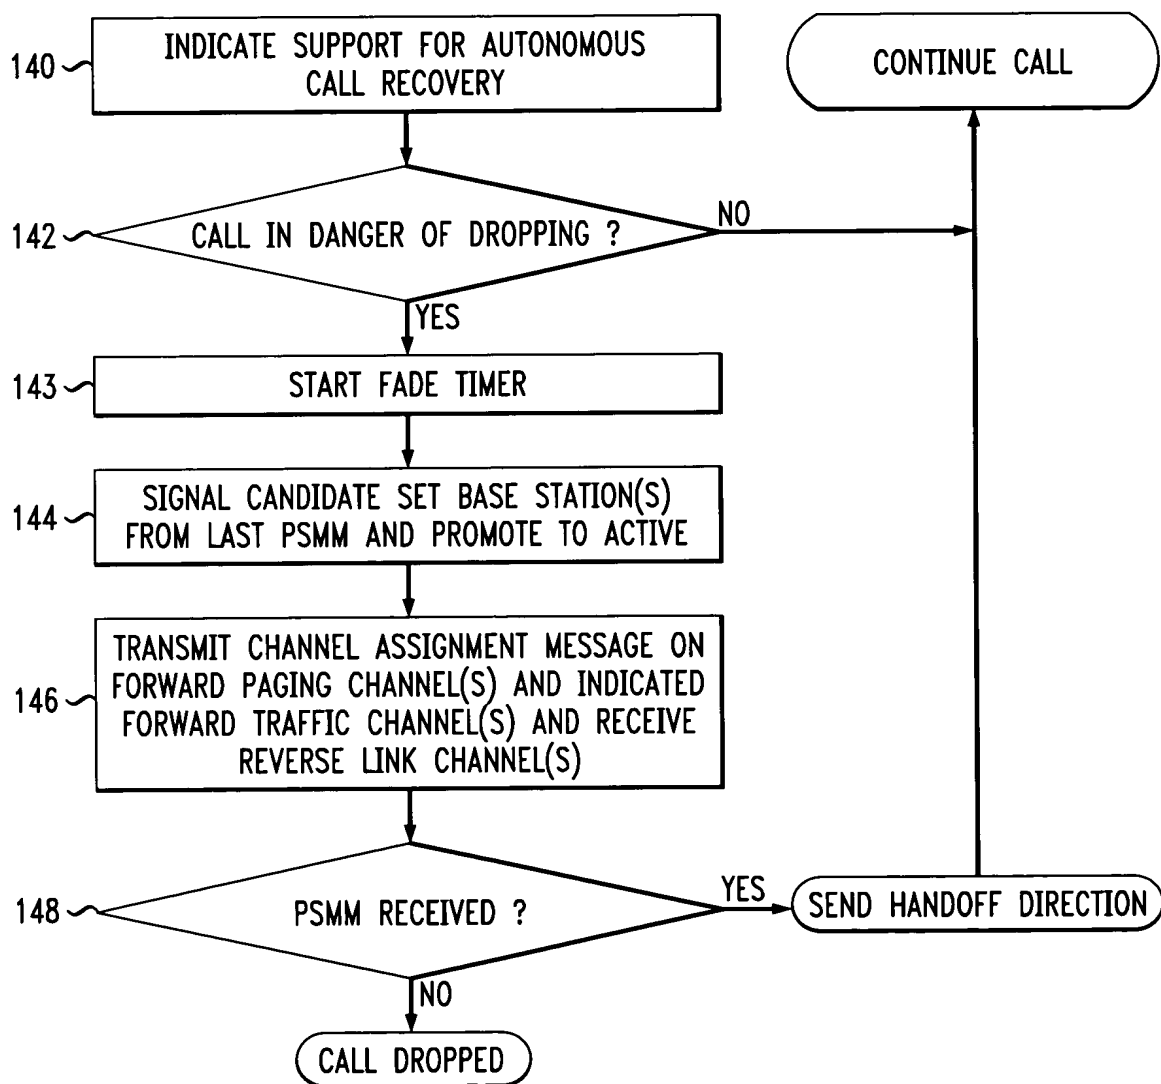 140
INDICATE SUPPORT FOR AUTONOMOUS
CALL RECOVERY
CONTINUE CALL
142
CALL IN DANGER OF DROPPING ?
NO
YES
143
START FADE TIMER
144
SIGNAL CANDIDATE SET BASE STATION(S)
FROM LAST PSMM AND PROMOTE TO ACTIVE
146
TRANSMIT CHANNEL ASSIGNMENT MESSAGE ON
FORWARD PAGING CHANNEL(S) AND INDICATED
FORWARD TRAFFIC CHANNEL(S) AND RECEIVE
REVERSE LINK CHANNEL(S)
148
PSMM RECEIVED ?
YES
SEND HANDOFF DIRECTION
NO
CALL DROPPED